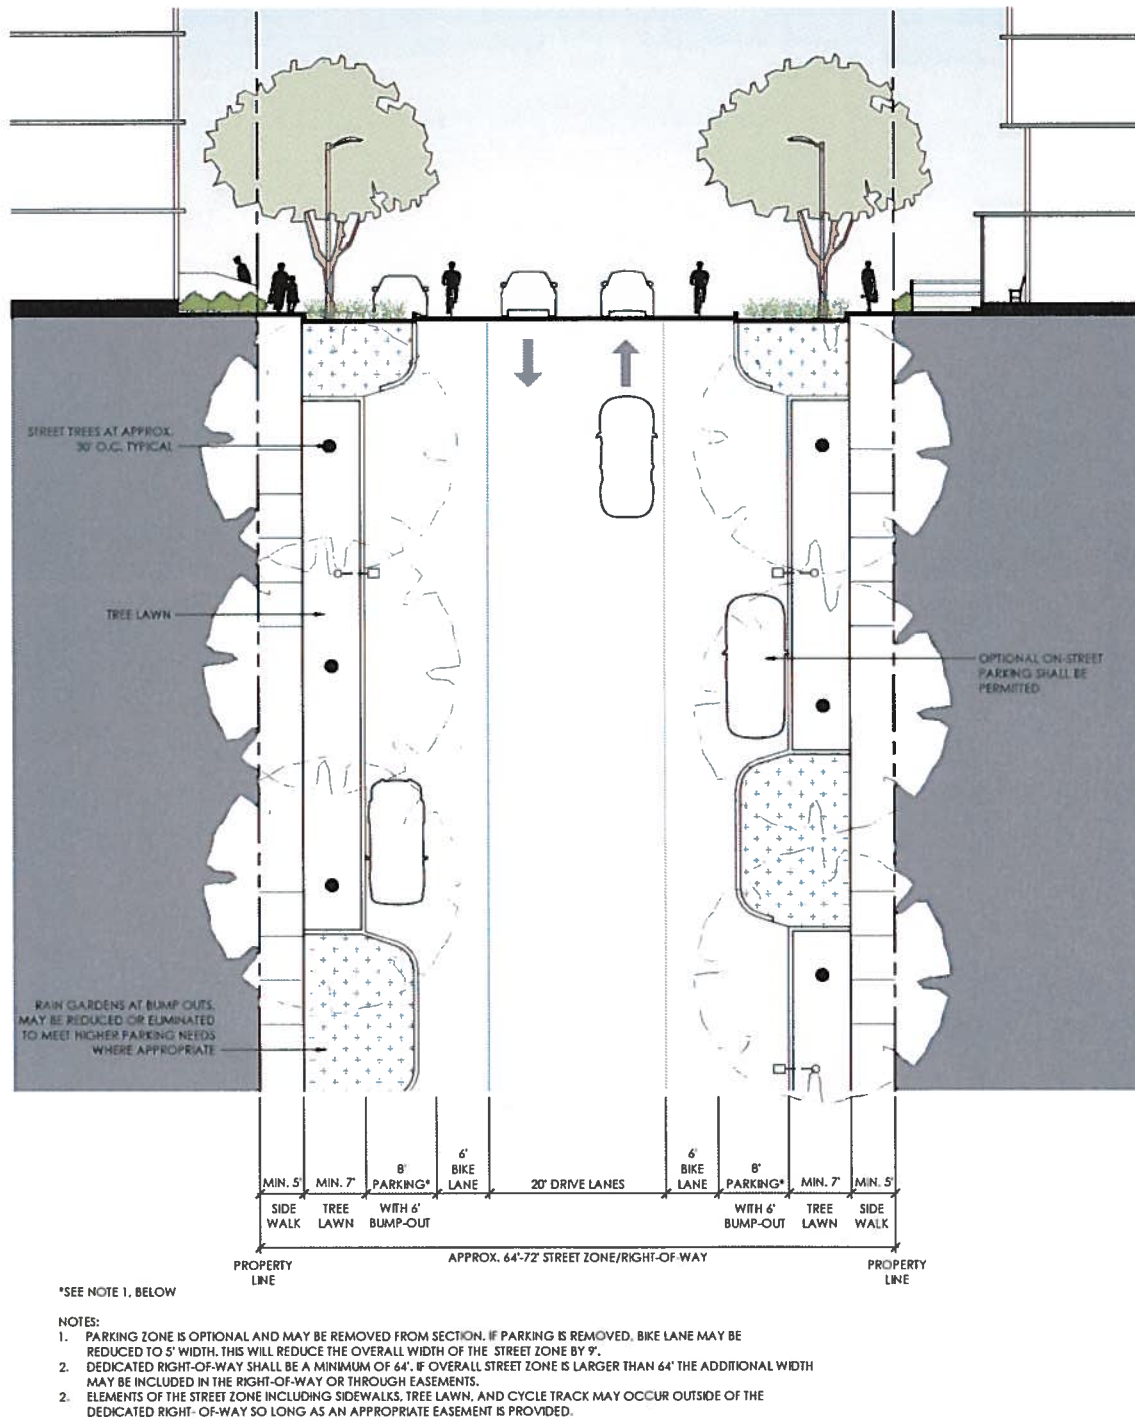 STREET TREES AT APPROX.
30' O.C. TYPICAL
TREE LAWN
OPTIONAL ON-STREET
PARKING SHALL BE
PERMITTED
RAIN GARDENS AT BUMP OUTS.
MAY BE REDUCED OR ELIMINATED
TO MEET HIGHER PARKING NEEDS
WHERE APPROPRIATE
MIN. 5'
SIDE
WALK
MIN. 7'
TREE
LAWN
8'
PARKING*
WITH 6'
BUMP-OUT
6'
BIKE
LANE
20' DRIVE LANES
6'
BIKE
LANE
8'
PARKING*
WITH 6'
BUMP-OUT
MIN. 7'
TREE
LAWN
MIN. 5'
SIDE
WALK
APPROX. 64'-72' STREET ZONE/RIGHT-OF-WAY
PROPERTY
LINE
PROPERTY
LINE
*SEE NOTE 1, BELOW
NOTES:
1. PARKING ZONE IS OPTIONAL AND MAY BE REMOVED FROM SECTION. IF PARKING IS REMOVED, BIKE LANE MAY BE
REDUCED TO 5' WIDTH. THIS WILL REDUCE THE OVERALL WIDTH OF THE STREET ZONE BY 9'.
2. DEDICATED RIGHT-OF-WAY SHALL BE A MINIMUM OF 64'. IF OVERALL STREET ZONE IS LARGER THAN 64' THE ADDITIONAL WIDTH
MAY BE INCLUDED IN THE RIGHT-OF-WAY OR THROUGH EASEMENTS.
2. ELEMENTS OF THE STREET ZONE INCLUDING SIDEWALKS, TREE LAWN, AND CYCLE TRACK MAY OCCUR OUTSIDE OF THE
DEDICATED RIGHT- OF-WAY SO LONG AS AN APPROPRIATE EASEMENT IS PROVIDED.